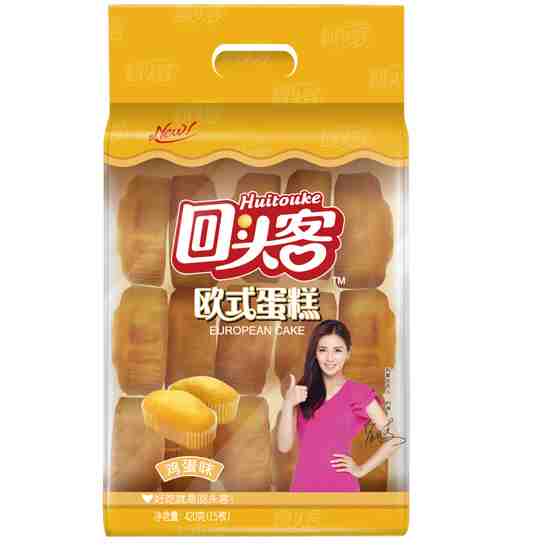 New!
Huitouke
回头客
TM
欧式蛋糕
EUROPEAN CAKE
鸡蛋味
好吃就是回头客!
净含量: 420克(15枚)